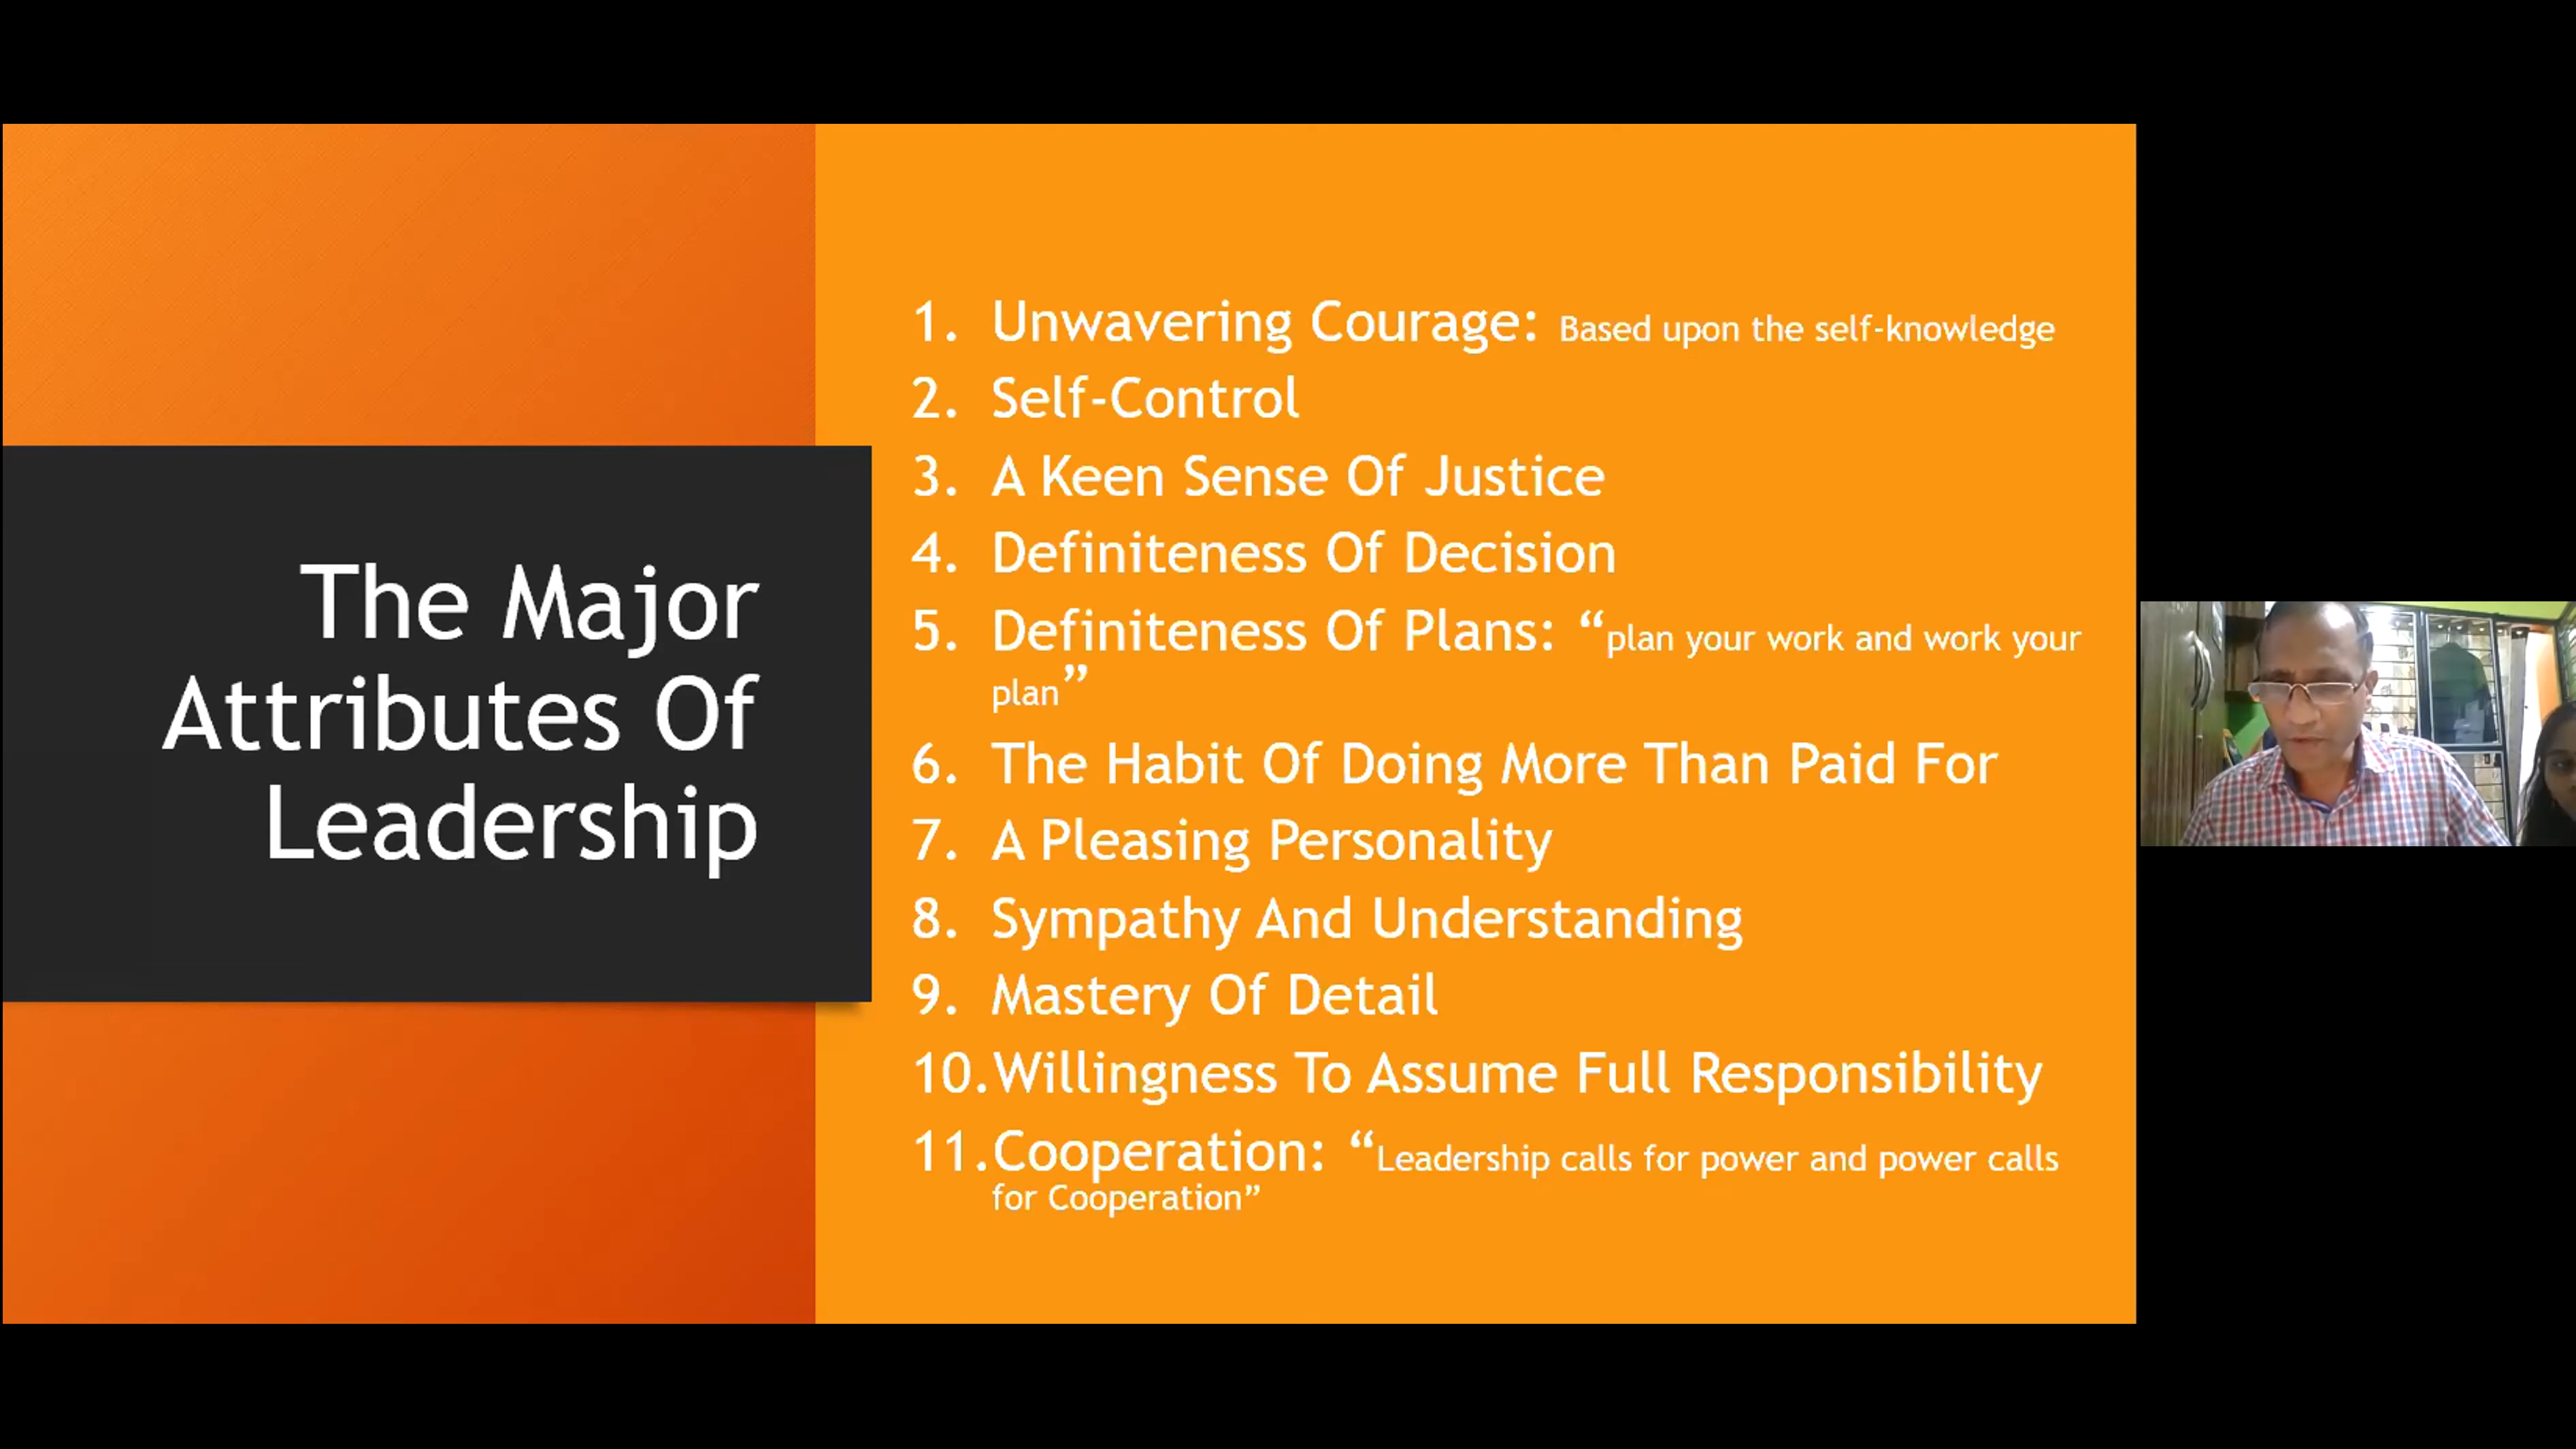 The Major
Attributes Of
Leadership
1. Unwavering Courage: Based upon the self-knowledge
2. Self-Control
3. A Keen Sense Of Justice
4. Definiteness Of Decision
5. Definiteness Of Plans: “plan your work and work your
plan”
6. The Habit Of Doing More Than Paid For
7. A Pleasing Personality
8. Sympathy And Understanding
9. Mastery Of Detail
10.Willingness To Assume Full Responsibility
11.Cooperation: “Leadership calls for power and power calls
for Cooperation”